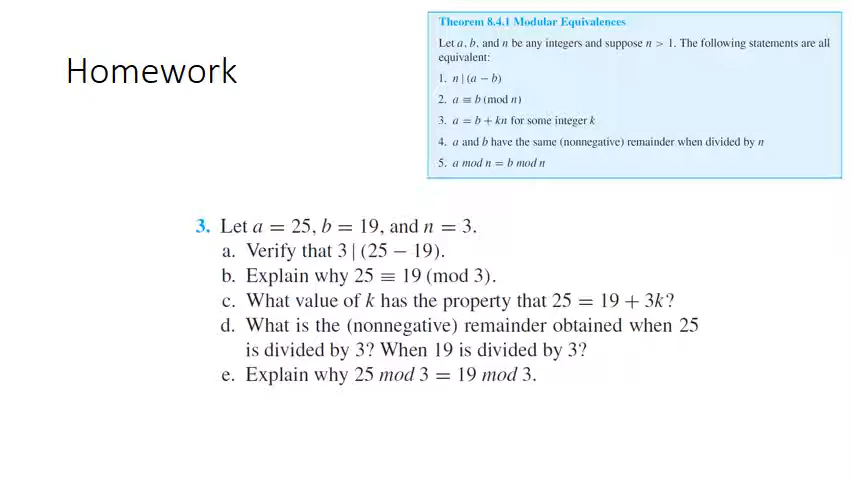 Homework
Theorem 8.4.1 Modular Equivalences
Let a, b, and n be any integers and suppose n > 1. The following statements are all
equivalent:
1. n | (a − b)
2. a ≡ b (mod n)
3. a = b + kn for some integer k
4. a and b have the same (nonnegative) remainder when divided by n
5. a mod n = b mod n
3. Let a = 25, b = 19, and n = 3.
a. Verify that 3 | (25 − 19).
b. Explain why 25 ≡ 19 (mod 3).
c. What value of k has the property that 25 = 19 + 3k?
d. What is the (nonnegative) remainder obtained when 25
is divided by 3? When 19 is divided by 3?
e. Explain why 25 mod 3 = 19 mod 3.